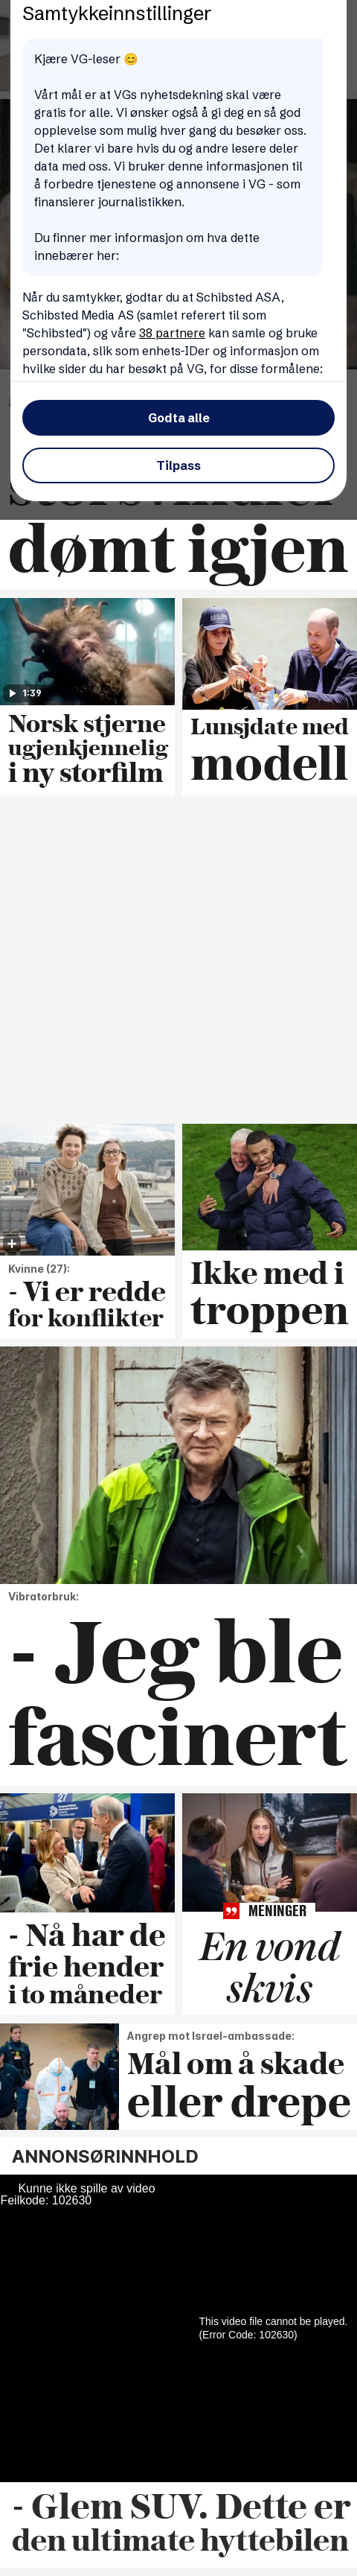 Samtykkeinnstillinger
Kjære VG-leser 😊
Vårt mål er at VGs nyhetsdekning skal være
gratis for alle. Vi ønsker også å gi deg en så god
opplevelse som mulig hver gang du besøker oss.
Det klarer vi bare hvis du og andre lesere deler
data med oss. Vi bruker denne informasjonen til
å forbedre tjenestene og annonsene i VG - som
finansierer journalistikken.
Du finner mer informasjon om hva dette
innebærer her:
Når du samtykker, godtar du at Schibsted ASA,
Schibsted Media AS (samlet referert til som
"Schibsted") og våre 38 partnere kan samle og bruke
persondata, slik som enhets-IDer og informasjon om
hvilke sider du har besøkt på VG, for disse formålene:
Godta alle
Tilpass
dømt igjen
1:39
Norsk stjerne
ugjenkjennelig
i ny storfilm
Lunsjdate med
modell
Kvinne (27):
- Vi er redde
for konflikter
Ikke med i
troppen
Vibratorbruk:
- Jeg ble
fascinert
27
- Nå har de
frie hender
i to måneder
MENINGER
En vond
skvis
Angrep mot Israel-ambassade:
Mål om å skade
eller drepe
ANNONSØRINNHOLD
Kunne ikke spille av video
Feilkode: 102630
This video file cannot be played.
(Error Code: 102630)
- Glem SUV. Dette er
den ultimate hyttebilen